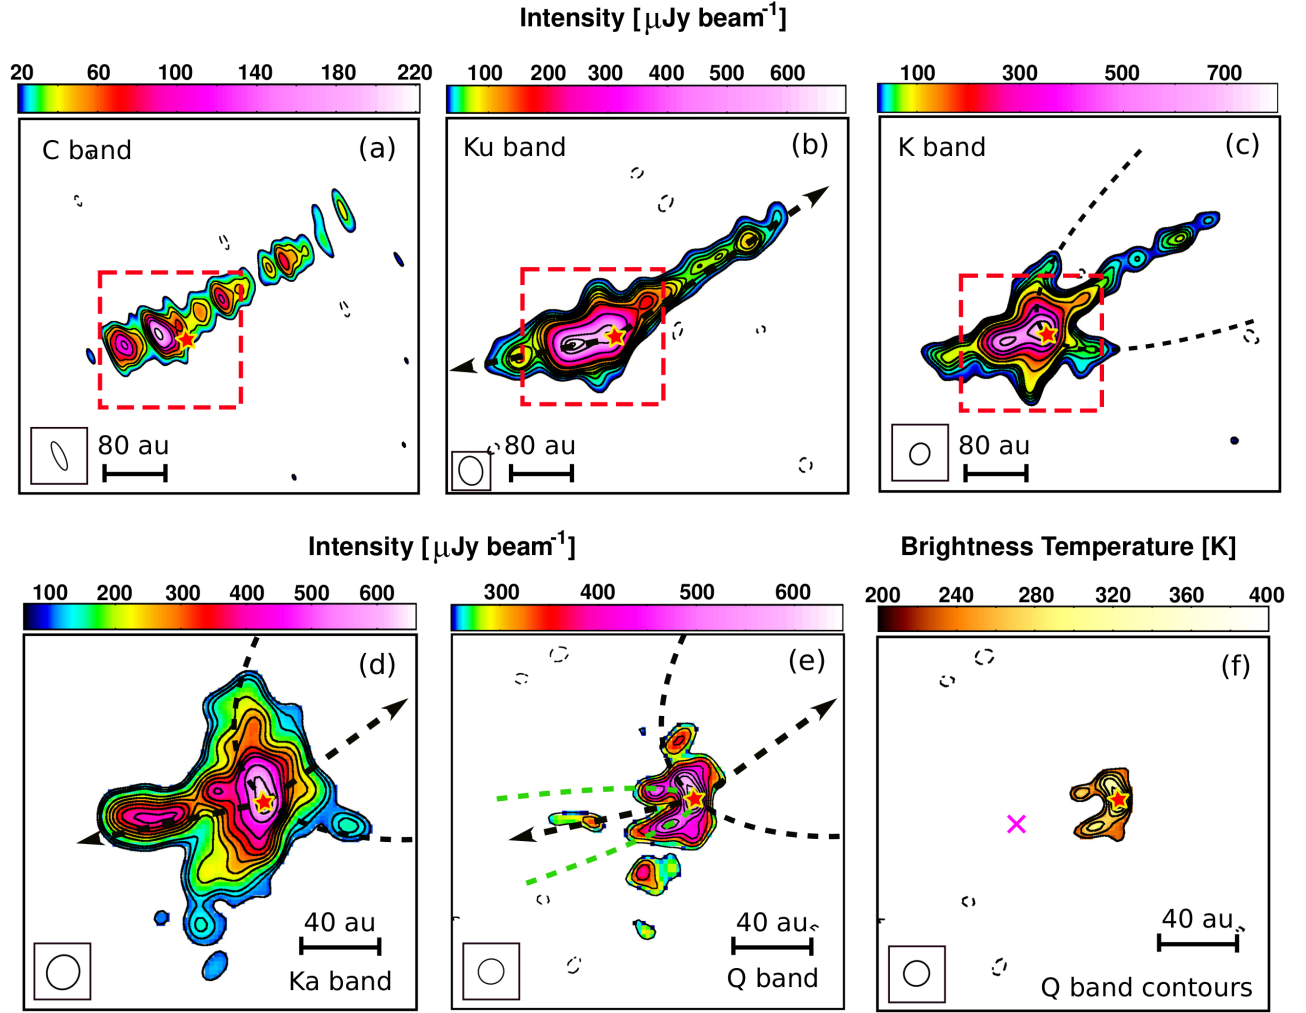 Intensity [ μJy beam-1]
20 60 100 140 180 220
100 200 300 400 500 600
100 300 500 700
C band (a)
Ku band (b)
K band (c)
80 au
80 au
80 au
Intensity [ μJy beam-1]
Brightness Temperature [K]
100 200 300 400 500 600
300 400 500 600
200 240 280 320 360 400
(d)
(e)
(f)
40 au
40 au
40 au
Ka band
Q band
Q band contours